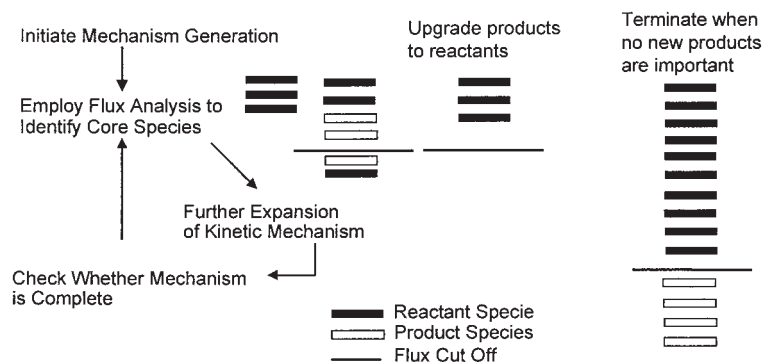 Initiate Mechanism Generation
Employ Flux Analysis to
Identify Core Species
Further Expansion
of Kinetic Mechanism
Check Whether Mechanism
is Complete
Upgrade products
to reactants
Terminate when
no new products
are important
Reactant Specie
Product Species
Flux Cut Off